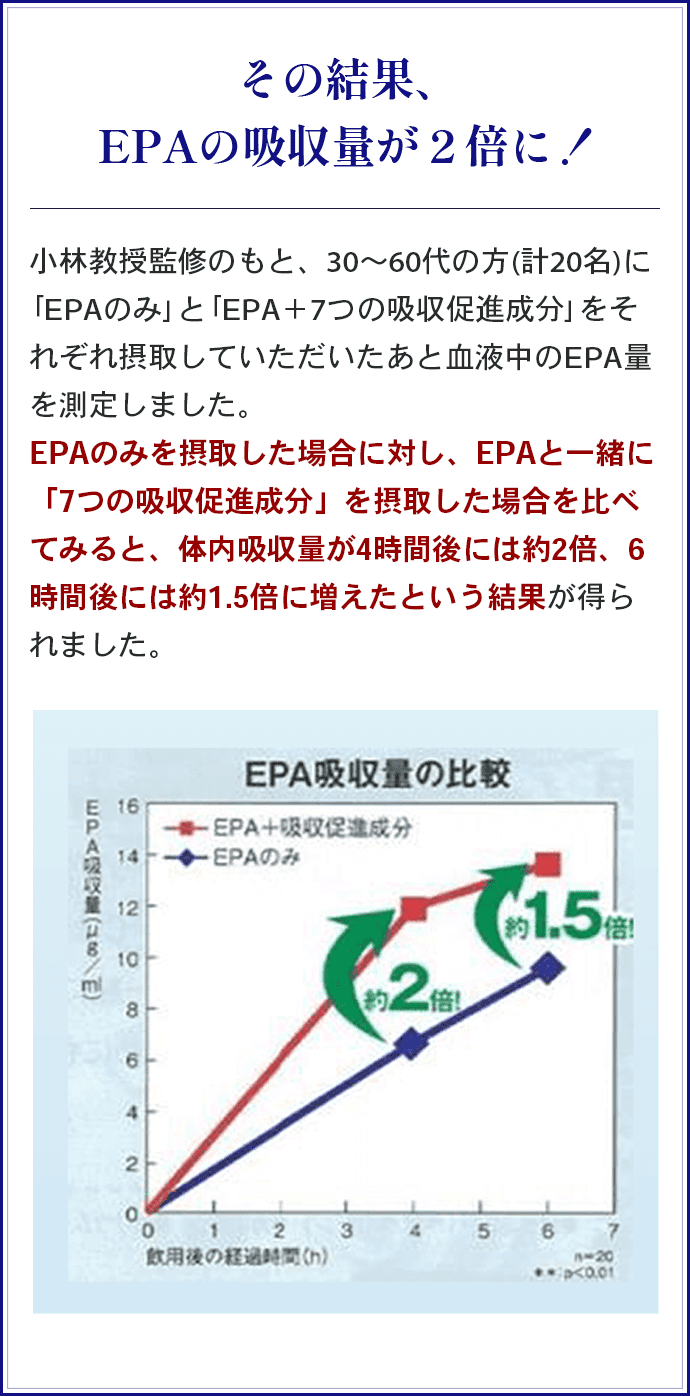 その結果、
EPAの吸収量が２倍に！
小林教授監修のもと、30～60代の方(計20名)に
「EPAのみ」と「EPA＋7つの吸収促進成分」をそ
れぞれ摂取していただいたあと血液中のEPA量
を測定しました。
EPAのみを摂取した場合に対し、EPAと一緒に
「7つの吸収促進成分」を摂取した場合を比べ
てみると、体内吸収量が4時間後には約2倍、6
時間後には約1.5倍に増えたという結果が得ら
れました。
EPA吸収量の比較
EPA吸収量(μg／ml)
16
14
12
10
8
6
4
2
0
EPA＋吸収促進成分
EPAのみ
約1.5倍!
約2倍!
0 1 2 3 4 5 6 7
飲用後の経過時間(h)
n=20
**:p<0.01